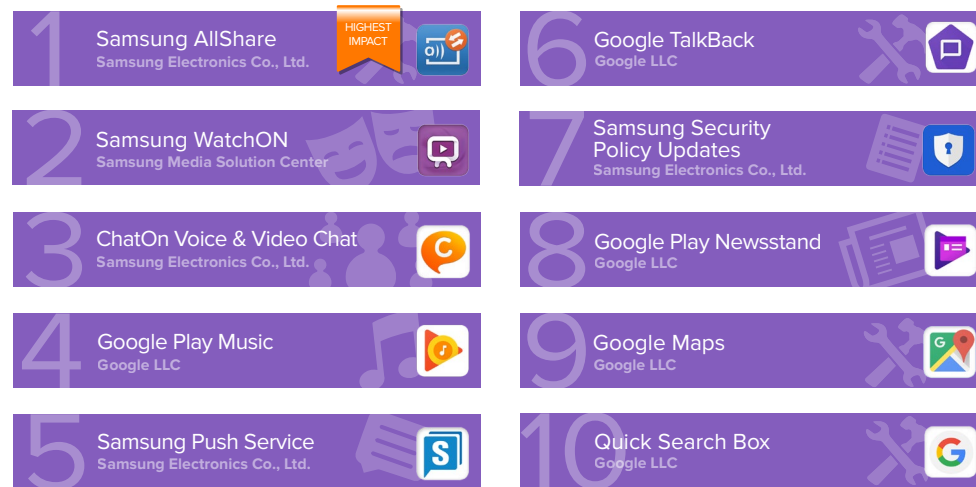 1
Samsung AllShare
Samsung Electronics Co., Ltd.
HIGHEST
IMPACT
2
Samsung WatchON
Samsung Media Solution Center
3
ChatOn Voice & Video Chat
Samsung Electronics Co., Ltd.
C
4
Google Play Music
Google LLC
5
Samsung Push Service
Samsung Electronics Co., Ltd.
S
6
Google TalkBack
Google LLC
7
Samsung Security
Policy Updates
Samsung Electronics Co., Ltd.
8
Google Play Newsstand
Google LLC
9
Google Maps
Google LLC
G
10
Quick Search Box
Google LLC
G